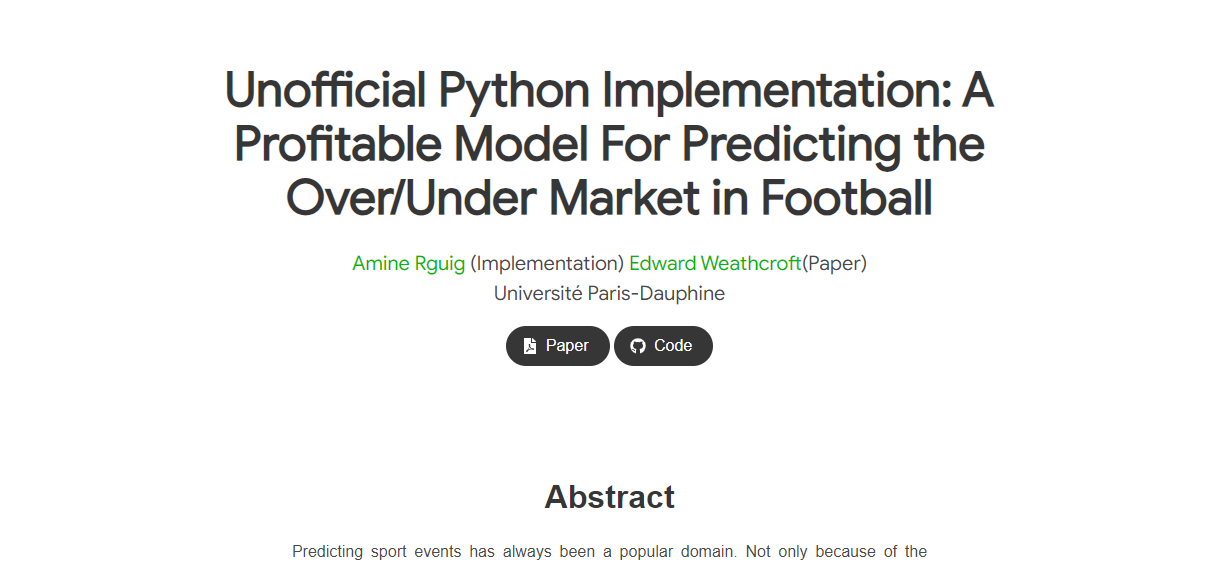 Unofficial Python Implementation: A
Profitable Model For Predicting the
Over/Under Market in Football
Amine Rguig (Implementation) Edward Weathcroft(Paper)
Université Paris-Dauphine
Paper Code
Abstract
Predicting sport events has always been a popular domain. Not only because of the